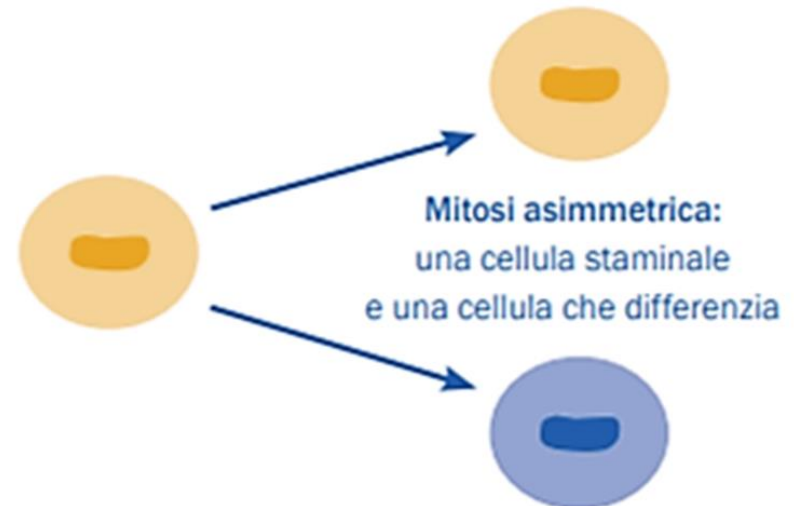 Mitosi asimmetrica:
una cellula staminale
e una cellula che differenzia